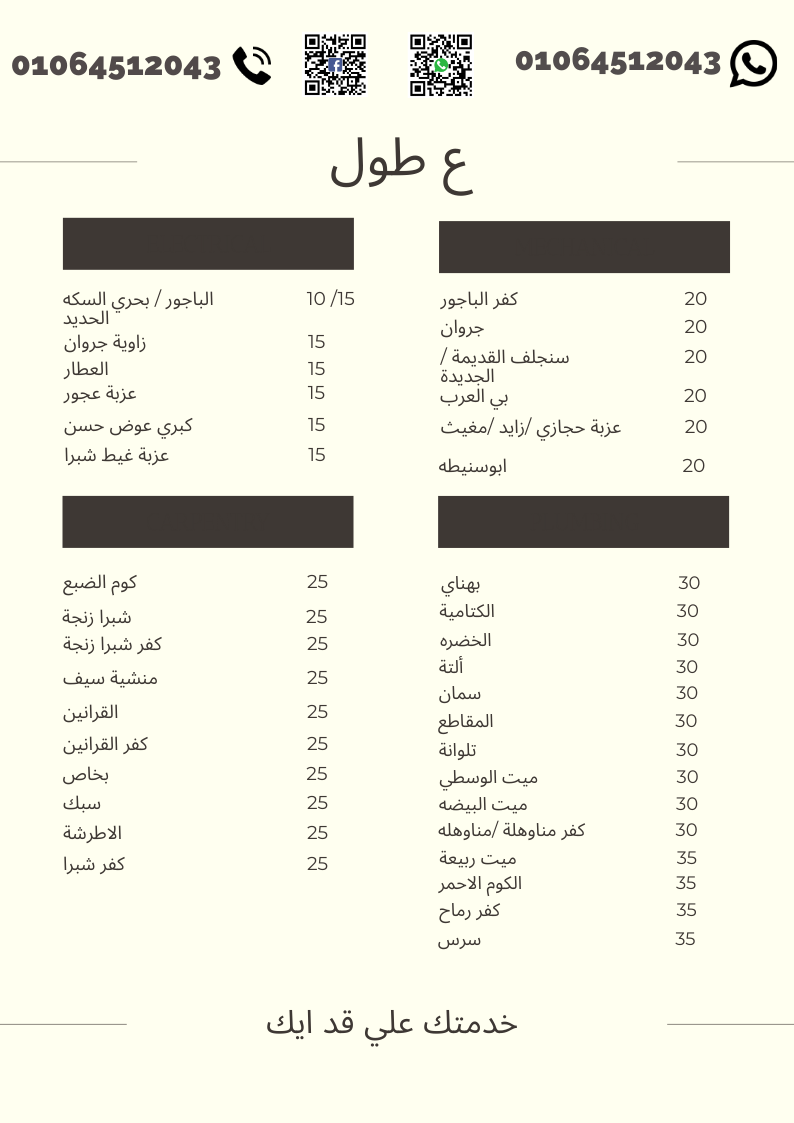 01064512043
01064512043
ع طول
الباجور / بحري السكه 10 /15
الحديد
زاوية جروان 15
العطار 15
عزبة عجور 15
كبري عوض حسن 15
عزبة غيط شبرا 15
كفر الباجور 20
جروان 20
سنجلف القديمة / 20
الجديدة
بي العرب 20
عزبة حجازي /زايد /مغيث 20
ابوسنيطه 20
كوم الضبع 25
شبرا زنجة 25
كفر شبرا زنجة 25
منشية سيف 25
القرانين 25
كفر القرانين 25
بخاص 25
سبك 25
الاطرشة 25
كفر شبرا 25
بهناي 30
الكتامية 30
الخضره 30
ألتة 30
سمان 30
المقاطع 30
تلوانة 30
ميت الوسطي 30
ميت البيضه 30
كفر مناوهلة /مناوهله 30
ميت ربيعة 35
الكوم الاحمر 35
كفر رماح 35
سرس 35
خدمتك علي قد ايك